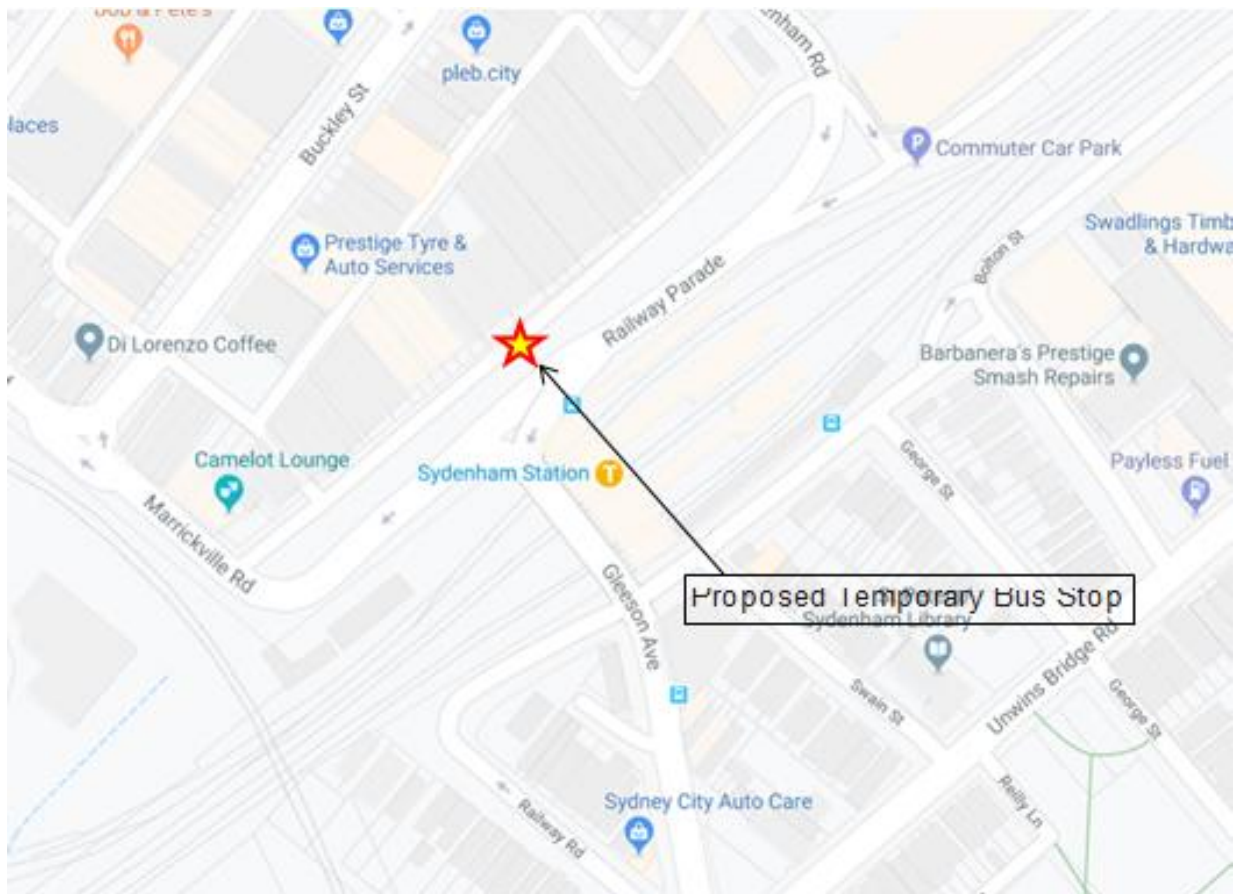 pleb.city
Buckley St
Commuter Car Park
laces
Swadlings Timb
& Hardwa
Prestige Tyre &
Auto Services
Bolton St
Railway Parade
Di Lorenzo Coffee
Barbanera's Prestige
Smash Repairs
Camelot Lounge
Sydenham Station
T
P
George St
Payless Fuel
Marrickville Rd
Gleeson Ave
Proposed Temporary Bus Stop
Sydenham Library
Unwins Bridge Rd
Swain St
George St
Reilly Ln
Sydney City Auto Care
Railway Rd
enham Rd